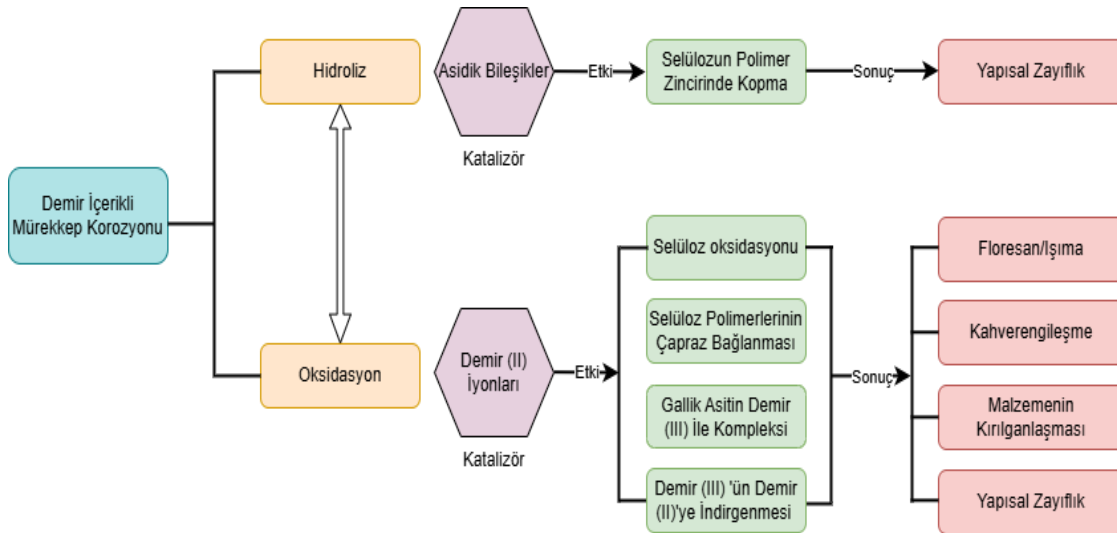 Demir İçerikli
Mürekkep Korozyonu
Hidroliz
Asidik Bileşikler
Katalizör
Etki
Selülozun Polimer
Zincirinde Kopma
Sonuç
Yapısal Zayıflık
Oksidasyon
Demir (II)
İyonları
Katalizör
Etki
Selüloz oksidasyonu
Selüloz Polimerlerinin
Çapraz Bağlanması
Gallik Asitin Demir
(III) İle Kompleksi
Demir (III) 'ün Demir
(II)'ye İndirgenmesi
Sonuç
Floresan/Işıma
Kahverengileşme
Malzemenin
Kırılganlaşması
Yapısal Zayıflık